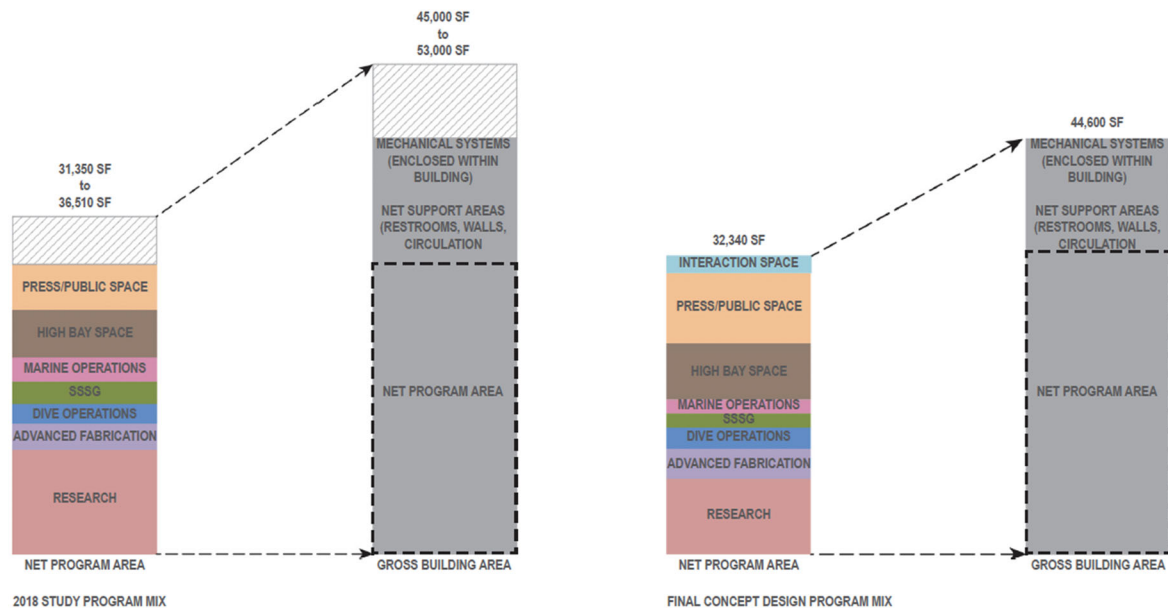 31,350 SF
to
36,510 SF
PRESS/PUBLIC SPACE
HIGH BAY SPACE
MARINE OPERATIONS
SSSG
DIVE OPERATIONS
ADVANCED FABRICATION
RESEARCH
NET PROGRAM AREA
45,000 SF
to
53,000 SF
MECHANICAL SYSTEMS
(ENCLOSED WITHIN
BUILDING)
NET SUPPORT AREAS
(RESTROOMS, WALLS,
CIRCULATION
NET PROGRAM AREA
GROSS BUILDING AREA
2018 STUDY PROGRAM MIX
32,340 SF
INTERACTION SPACE
PRESS/PUBLIC SPACE
HIGH BAY SPACE
MARINE OPERATIONS
SSSG
DIVE OPERATIONS
ADVANCED FABRICATION
RESEARCH
NET PROGRAM AREA
44,600 SF
MECHANICAL SYSTEMS
(ENCLOSED WITHIN
BUILDING)
NET SUPPORT AREAS
(RESTROOMS, WALLS,
CIRCULATION
NET PROGRAM AREA
GROSS BUILDING AREA
FINAL CONCEPT DESIGN PROGRAM MIX